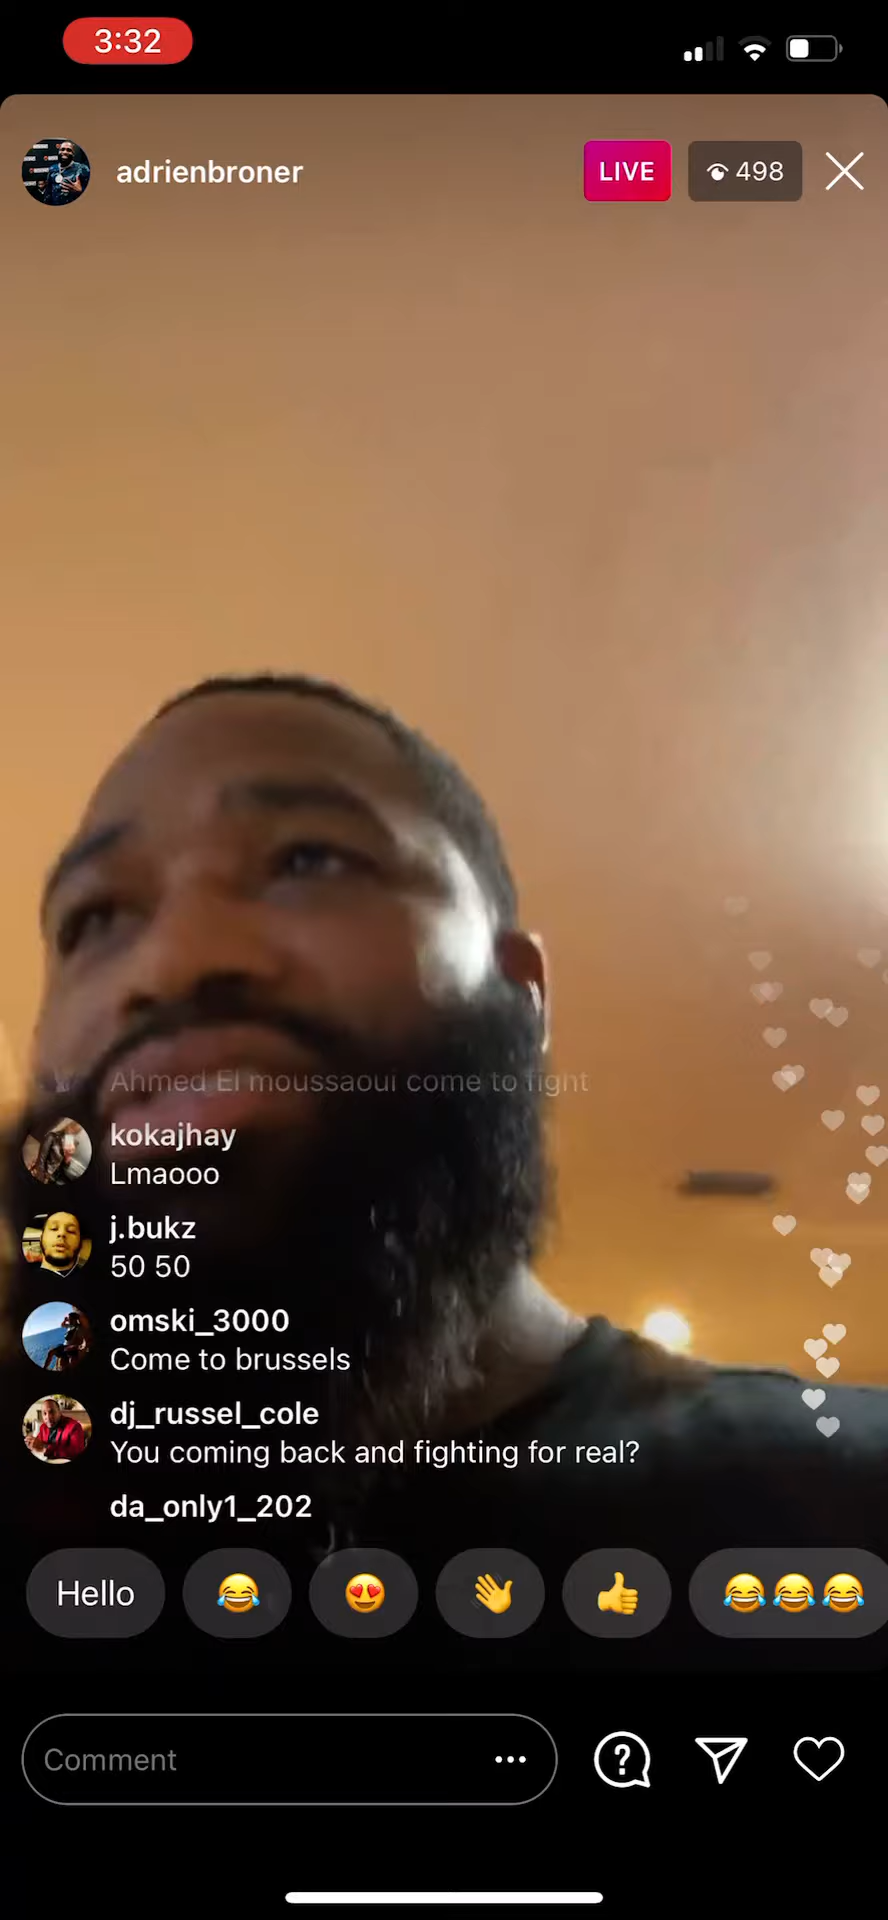 3:32
adrienbroner
LIVE
498
Ahmed El moussaoui come to fight
kokajhay
Lmaooo
j.bukz
50 50
omski_3000
Come to brussels
dj_russel_cole
You coming back and fighting for real?
da_only1_202
Hello
😂
😍
👋
👍
😂😂😂
Comment